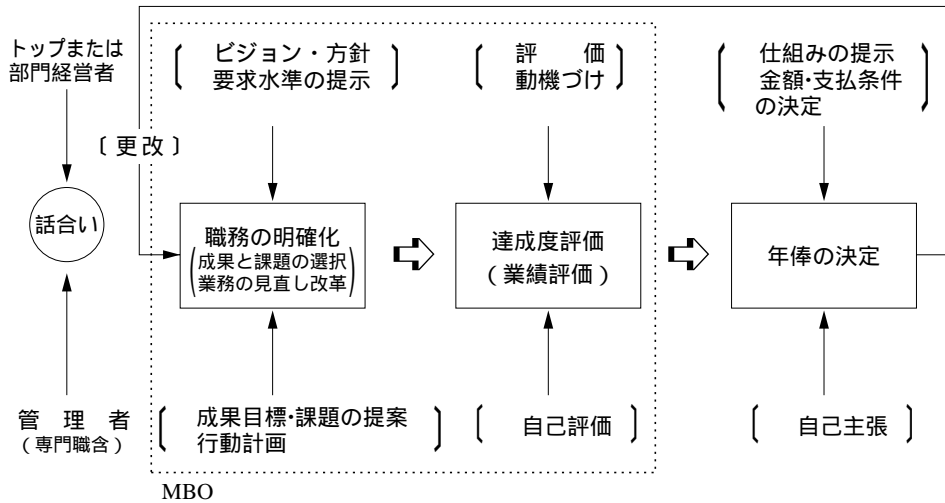 トップまたは
部門経営者
ビジョン・方針
要求水準の提示
評　価
動機づけ
仕組みの提示
金額・支払条件
の決定
〔更改〕
話合い
職務の明確化
(成果と課題の選択
業務の見直し改革)
達成度評価
(業績評価)
年俸の決定
管　理　者
(専門職含)
成果目標・課題の提案
行動計画
自己評価
自己主張
MBO